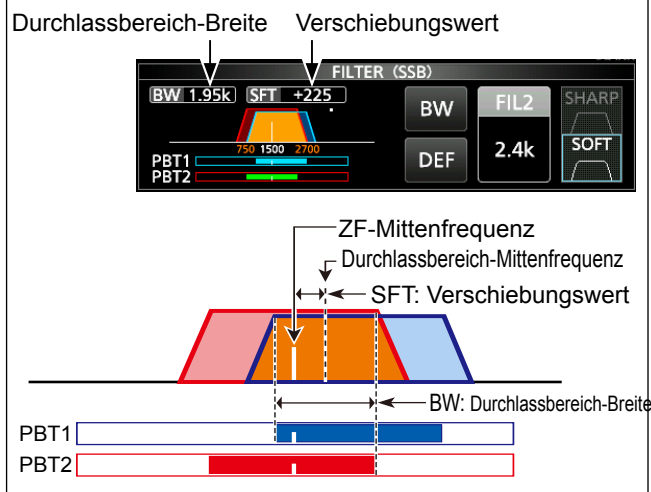 Durchlassbereich-Breite Verschiebungswert
FILTER (SSB)
BW 1.95k SFT +225
BW
FIL2
SHARP
750 1500 2700
DEF
2.4k
SOFT
PBT1
PBT2
ZF-Mittenfrequenz
Durchlassbereich-Mittenfrequenz
SFT: Verschiebungswert
BW: Durchlassbereich-Breite
PBT1
PBT2